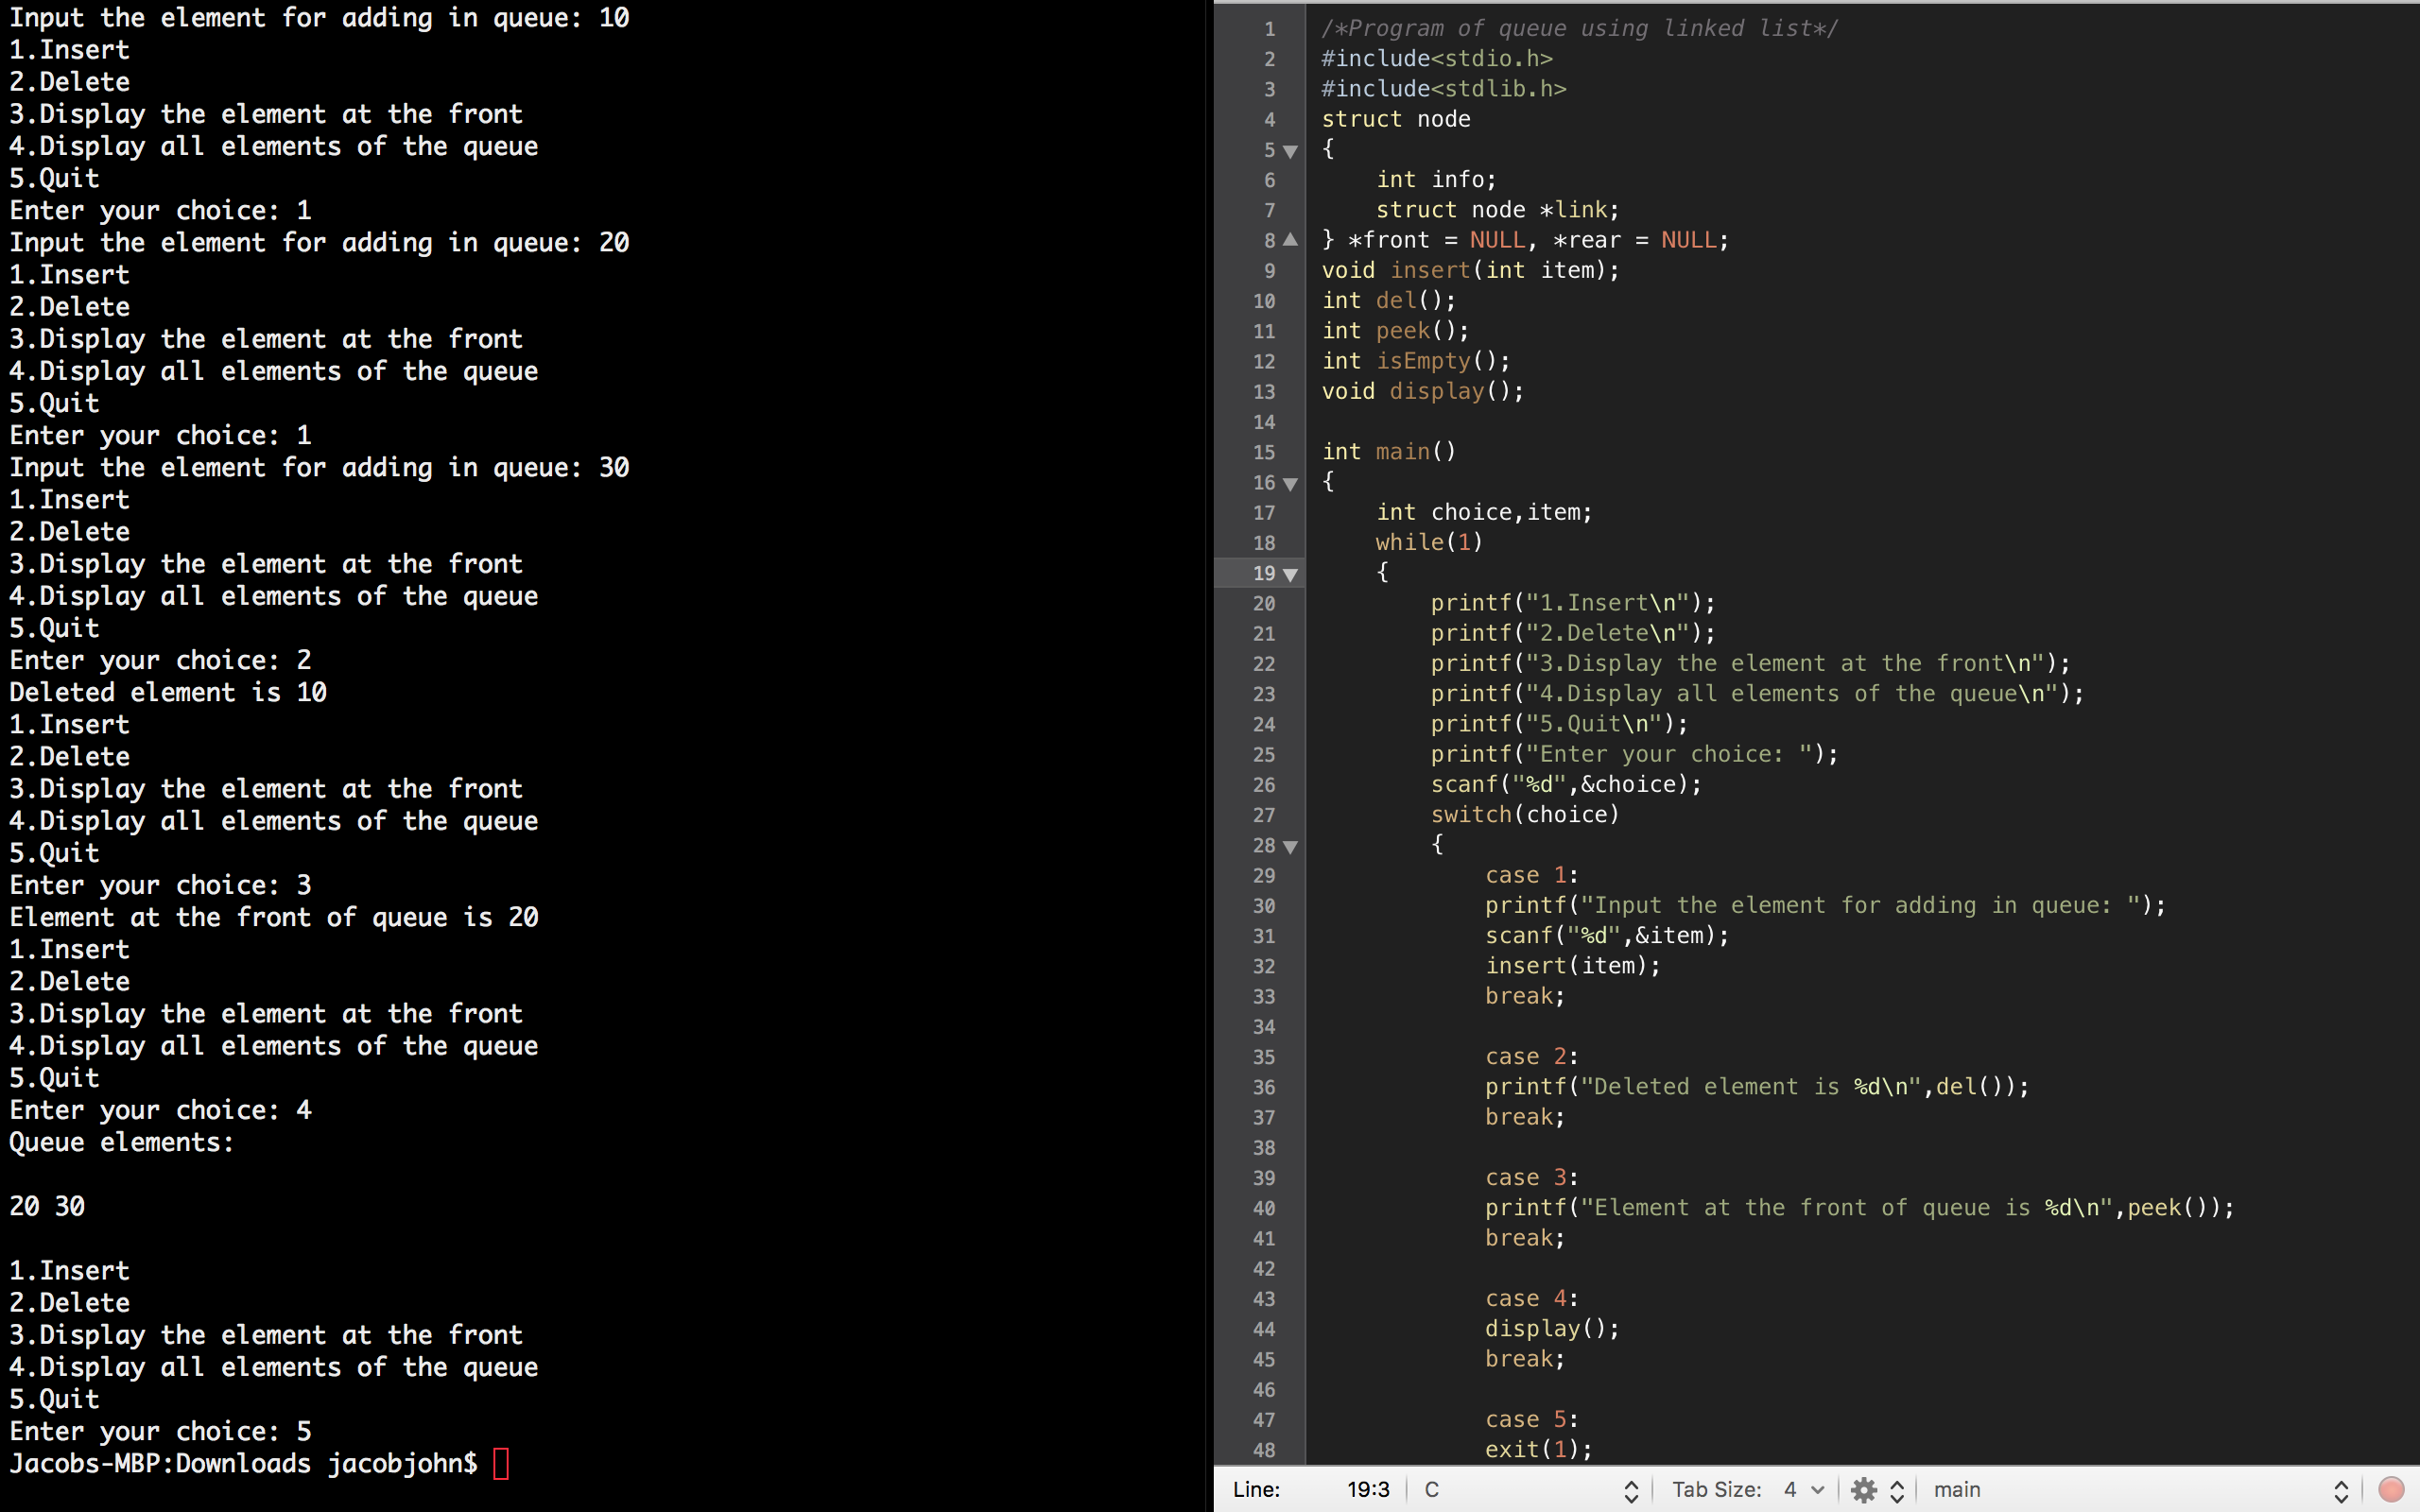 Input the element for adding in queue: 10
1.Insert
2.Delete
3.Display the element at the front
4.Display all elements of the queue
5.Quit
Enter your choice: 1
Input the element for adding in queue: 20
1.Insert
2.Delete
3.Display the element at the front
4.Display all elements of the queue
5.Quit
Enter your choice: 1
Input the element for adding in queue: 30
1.Insert
2.Delete
3.Display the element at the front
4.Display all elements of the queue
5.Quit
Enter your choice: 2
Deleted element is 10
1.Insert
2.Delete
3.Display the element at the front
4.Display all elements of the queue
5.Quit
Enter your choice: 3
Element at the front of queue is 20
1.Insert
2.Delete
3.Display the element at the front
4.Display all elements of the queue
5.Quit
Enter your choice: 4
Queue elements:

20 30

1.Insert
2.Delete
3.Display the element at the front
4.Display all elements of the queue
5.Quit
Enter your choice: 5
Jacobs-MBP:Downloads jacobjohn$
1 /*Program of queue using linked list*/
2 #include<stdio.h>
3 #include<stdlib.h>
4 struct node
5 {
6     int info;
7     struct node *link;
8 } *front = NULL, *rear = NULL;
9 void insert(int item);
10 int del();
11 int peek();
12 int isEmpty();
13 void display();
14
15 int main()
16 {
17     int choice,item;
18     while(1)
19     {
20         printf("1.Insert\n");
21         printf("2.Delete\n");
22         printf("3.Display the element at the front\n");
23         printf("4.Display all elements of the queue\n");
24         printf("5.Quit\n");
25         printf("Enter your choice: ");
26         scanf("%d",&choice);
27         switch(choice)
28         {
29             case 1:
30             printf("Input the element for adding in queue: ");
31             scanf("%d",&item);
32             insert(item);
33             break;
34
35             case 2:
36             printf("Deleted element is %d\n",del());
37             break;
38
39             case 3:
40             printf("Element at the front of queue is %d\n",peek());
41             break;
42
43             case 4:
44             display();
45             break;
46
47             case 5:
48             exit(1);
Line: 19:3 C Tab Size: 4 main